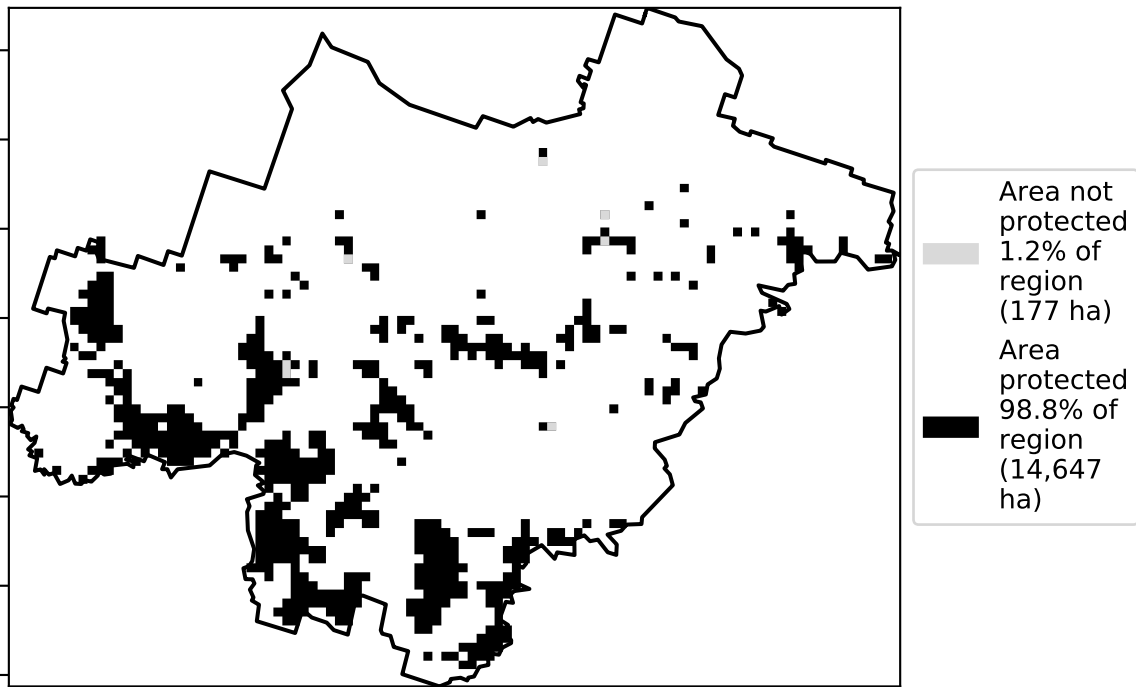 Area not
protected
1.2% of
region
(177 ha)
Area
protected
98.8% of
region
(14,647
ha)